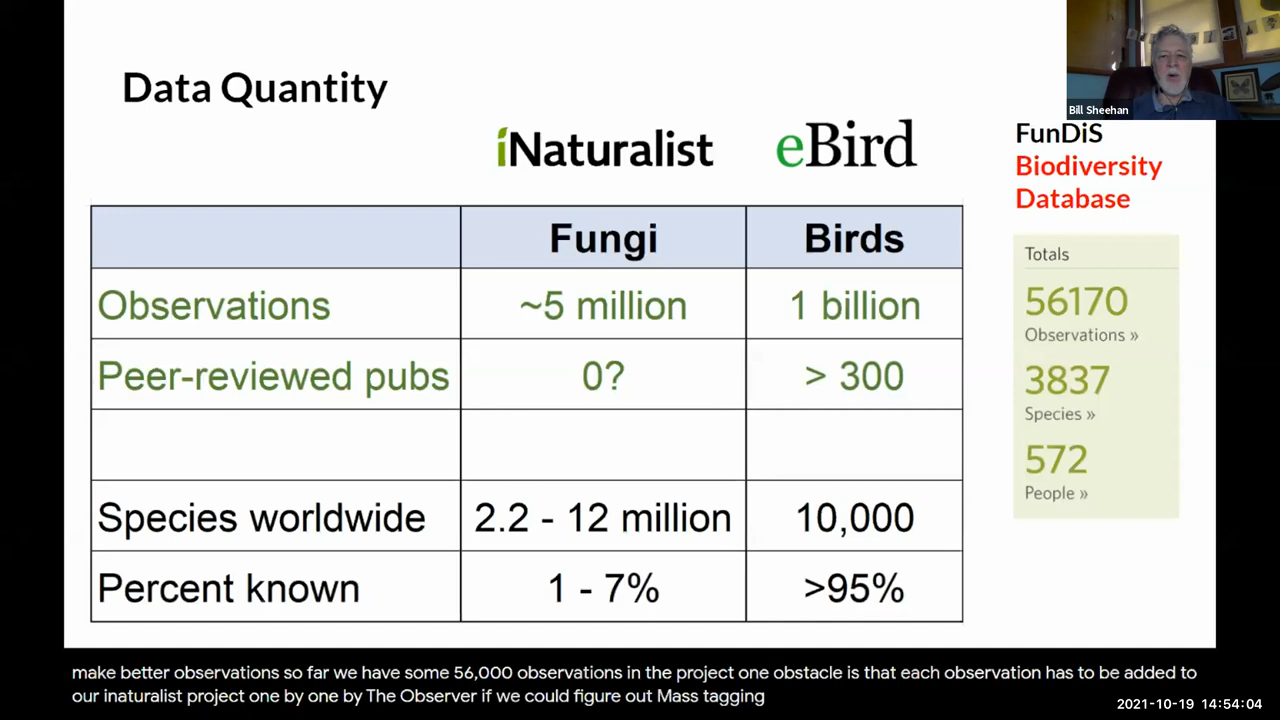 Data Quantity
iNaturalist
eBird
Bill Sheehan
FunDiS
Biodiversity
Database
Fungi Birds
Observations ~5 million 1 billion
Peer-reviewed pubs 0? > 300
Species worldwide 2.2 - 12 million 10,000
Percent known 1 - 7% >95%
Totals
56170
Observations »
3837
Species »
572
People »
make better observations so far we have some 56,000 observations in the project one obstacle is that each observation has to be added to
our inaturalist project one by one by The Observer if we could figure out Mass tagging
2021-10-19 14:54:04